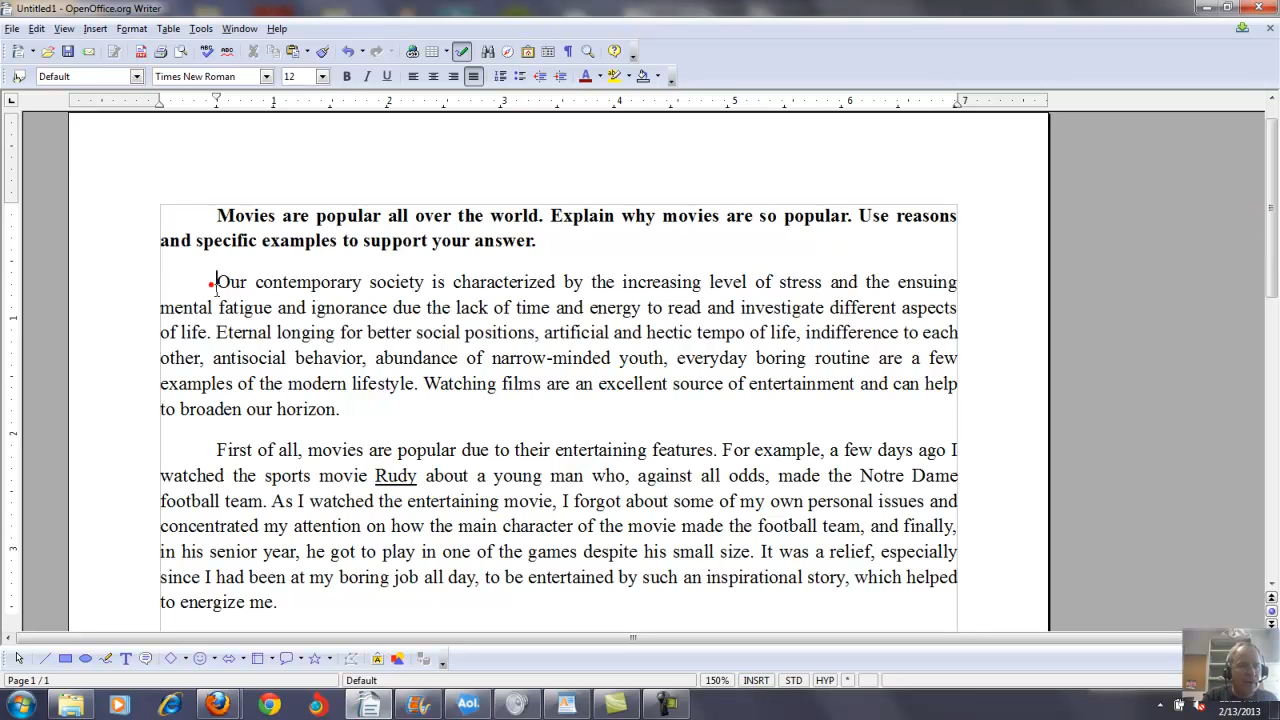 Untitled1 - OpenOffice.org Writer
File Edit View Insert Format Table Tools Window Help
Default Times New Roman 12
1 2 3 4 5 6 7
Movies are popular all over the world. Explain why movies are so popular. Use reasons
and specific examples to support your answer.
Our contemporary society is characterized by the increasing level of stress and the ensuing
mental fatigue and ignorance due the lack of time and energy to read and investigate different aspects
of life. Eternal longing for better social positions, artificial and hectic tempo of life, indifference to each
other, antisocial behavior, abundance of narrow-minded youth, everyday boring routine are a few
examples of the modern lifestyle. Watching films are an excellent source of entertainment and can help
to broaden our horizon.
First of all, movies are popular due to their entertaining features. For example, a few days ago I
watched the sports movie Rudy about a young man who, against all odds, made the Notre Dame
football team. As I watched the entertaining movie, I forgot about some of my own personal issues and
concentrated my attention on how the main character of the movie made the football team, and finally,
in his senior year, he got to play in one of the games despite his small size. It was a relief, especially
since I had been at my boring job all day, to be entertained by such an inspirational story, which helped
to energize me.
1
2
3
Page 1 / 1 Default 150% INSRT STD HYP *
Aol.
2/13/2013